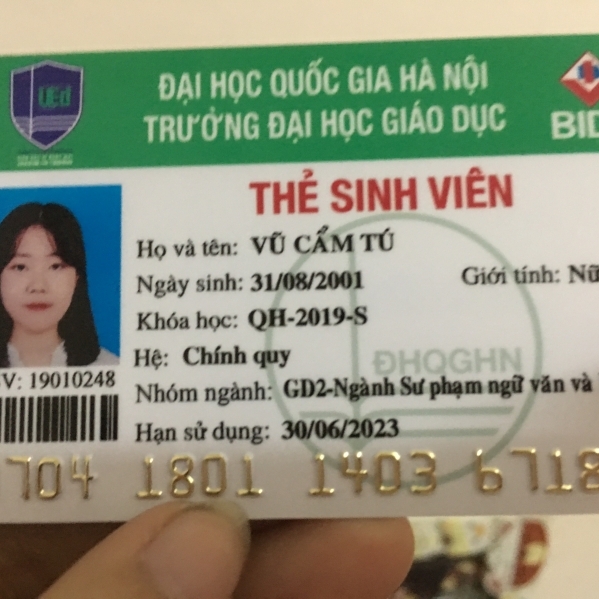 UEd
ĐẠI HỌC QUỐC GIA HÀ NỘI
TRƯỜNG ĐẠI HỌC GIÁO DỤC
THẺ SINH VIÊN
Họ và tên: VŨ CẨM TÚ
Ngày sinh: 31/08/2001 Giới tính: Nữ
Khóa học: QH-2019-S
Hệ: Chính quy
ĐHQGHN
V: 19010248
Nhóm ngành: GD2-Ngành Sư phạm ngữ văn và
Hạn sử dụng: 30/06/2023
704 1801 1403 6718